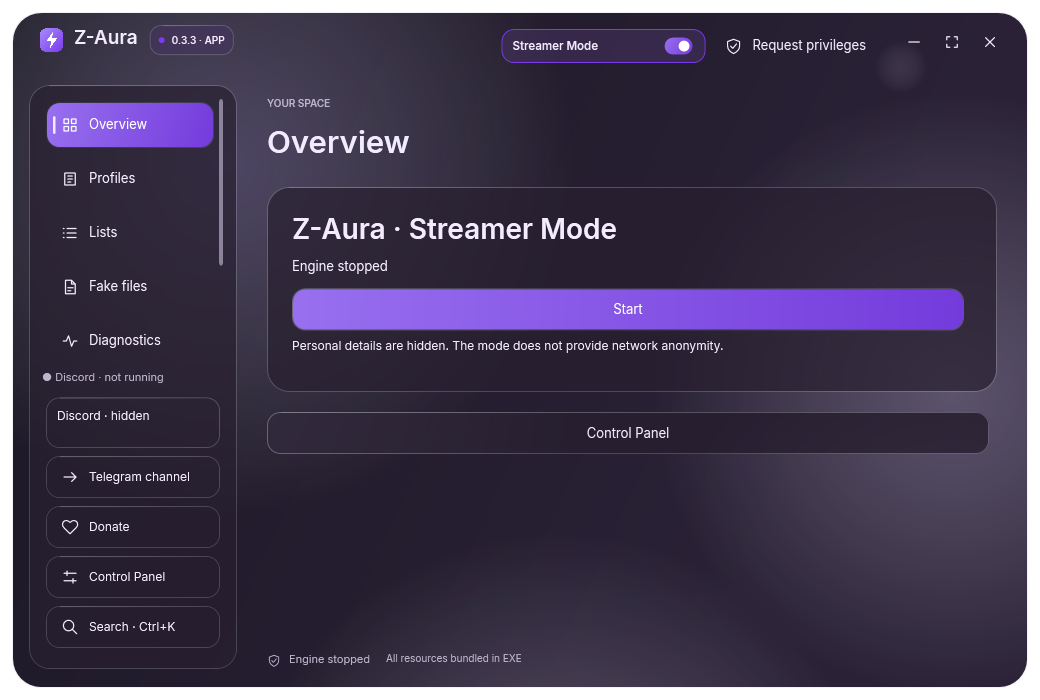 Z-Aura
0.3.3 · APP
Streamer Mode
Request privileges
Overview
Profiles
Lists
Fake files
Diagnostics
Discord · not running
Discord · hidden
Telegram channel
Donate
Control Panel
Search · Ctrl+K
YOUR SPACE
Overview
Z-Aura · Streamer Mode
Engine stopped
Start
Personal details are hidden. The mode does not provide network anonymity.
Control Panel
Engine stopped
All resources bundled in EXE